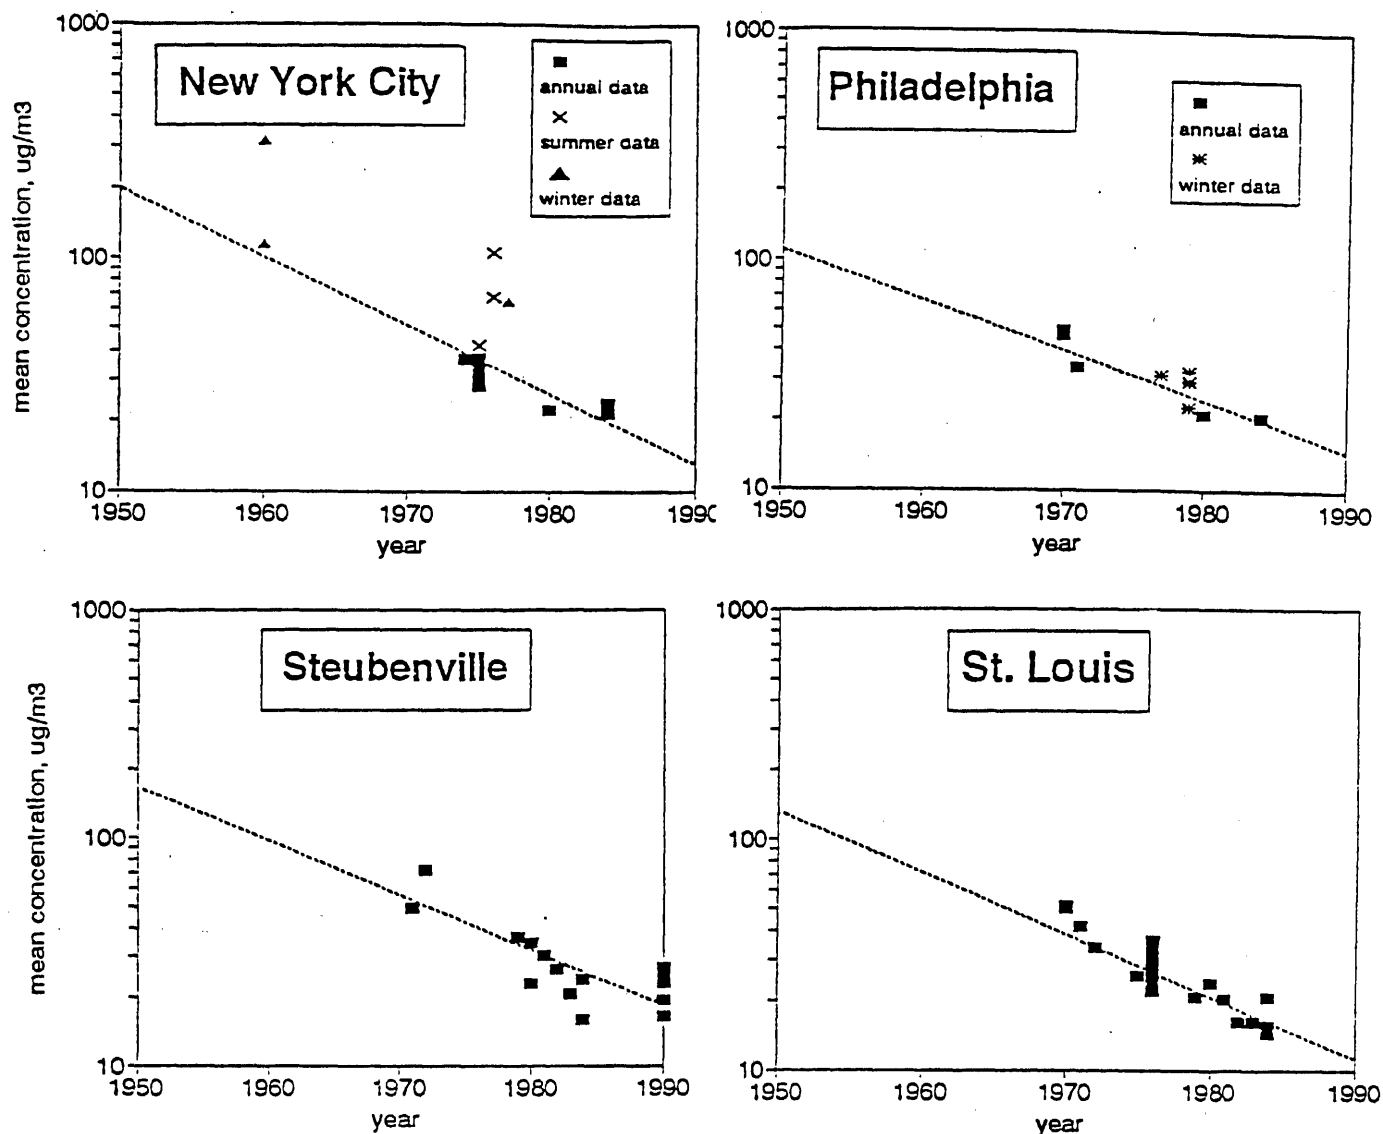 New York City
annual data
summer data
winter data
mean concentration, ug/m3
1000
100
10
1950
1960
1970
1980
1990
year
Philadelphia
annual data
winter data
1000
100
10
1950
1960
1970
1980
1990
year
Steubenville
mean concentration, ug/m3
1000
100
10
1950
1960
1970
1980
1990
year
St. Louis
1000
100
10
1950
1960
1970
1980
1990
year